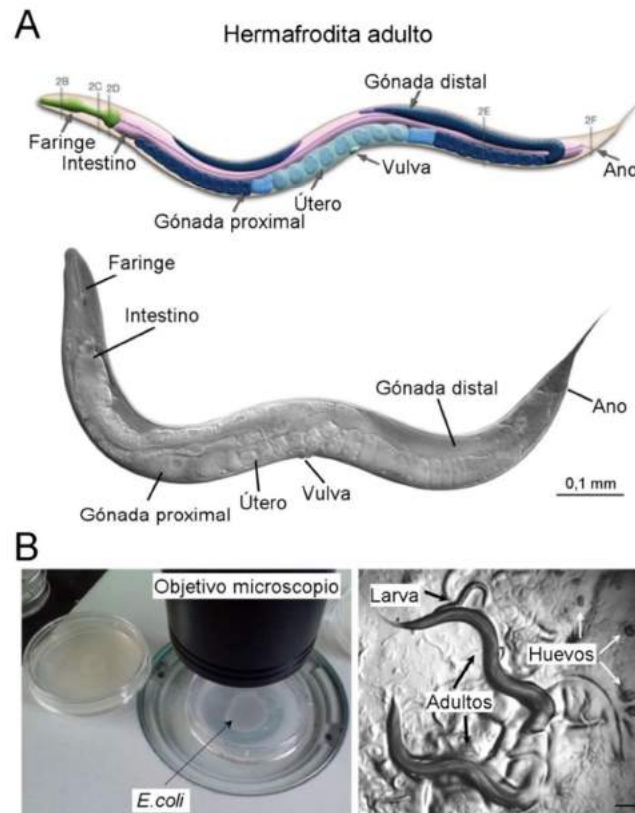 A
Hermafrodita adulto
2B
2C
2D
Gónada distal
2E
2F
Faringe
Intestino
Vulva
Ano
Útero
Gónada proximal
Faringe
Intestino
Gónada distal
Ano
Útero
Vulva
Gónada proximal
0,1 mm
B
Objetivo microscopio
Larva
Huevos
Adultos
E.coli